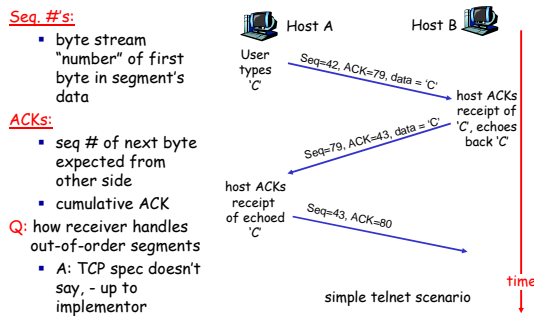 Seq. #'s:
▪ byte stream
“number” of first
byte in segment’s
data
ACKs:
▪ seq # of next byte
expected from
other side
▪ cumulative ACK
Q: how receiver handles
out-of-order segments
▪ A: TCP spec doesn’t
say, - up to
implementor
Host A
Host B
User
types
‘C’
Seq=42, ACK=79, data = ‘C’
host ACKs
receipt of
‘C’, echoes
back ‘C’
Seq=79, ACK=43, data = ‘C’
host ACKs
receipt
of echoed
‘C’
Seq=43, ACK=80
time
simple telnet scenario